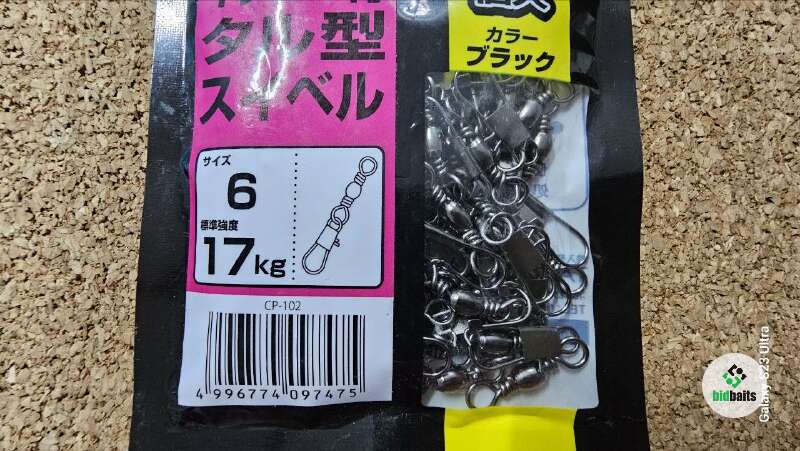 タル型
スイベル
カラー
ブラック
サイズ
6
標準強度
17kg
CP-102
4 996774 097475
bidbaits
Galaxy S23 Ultra